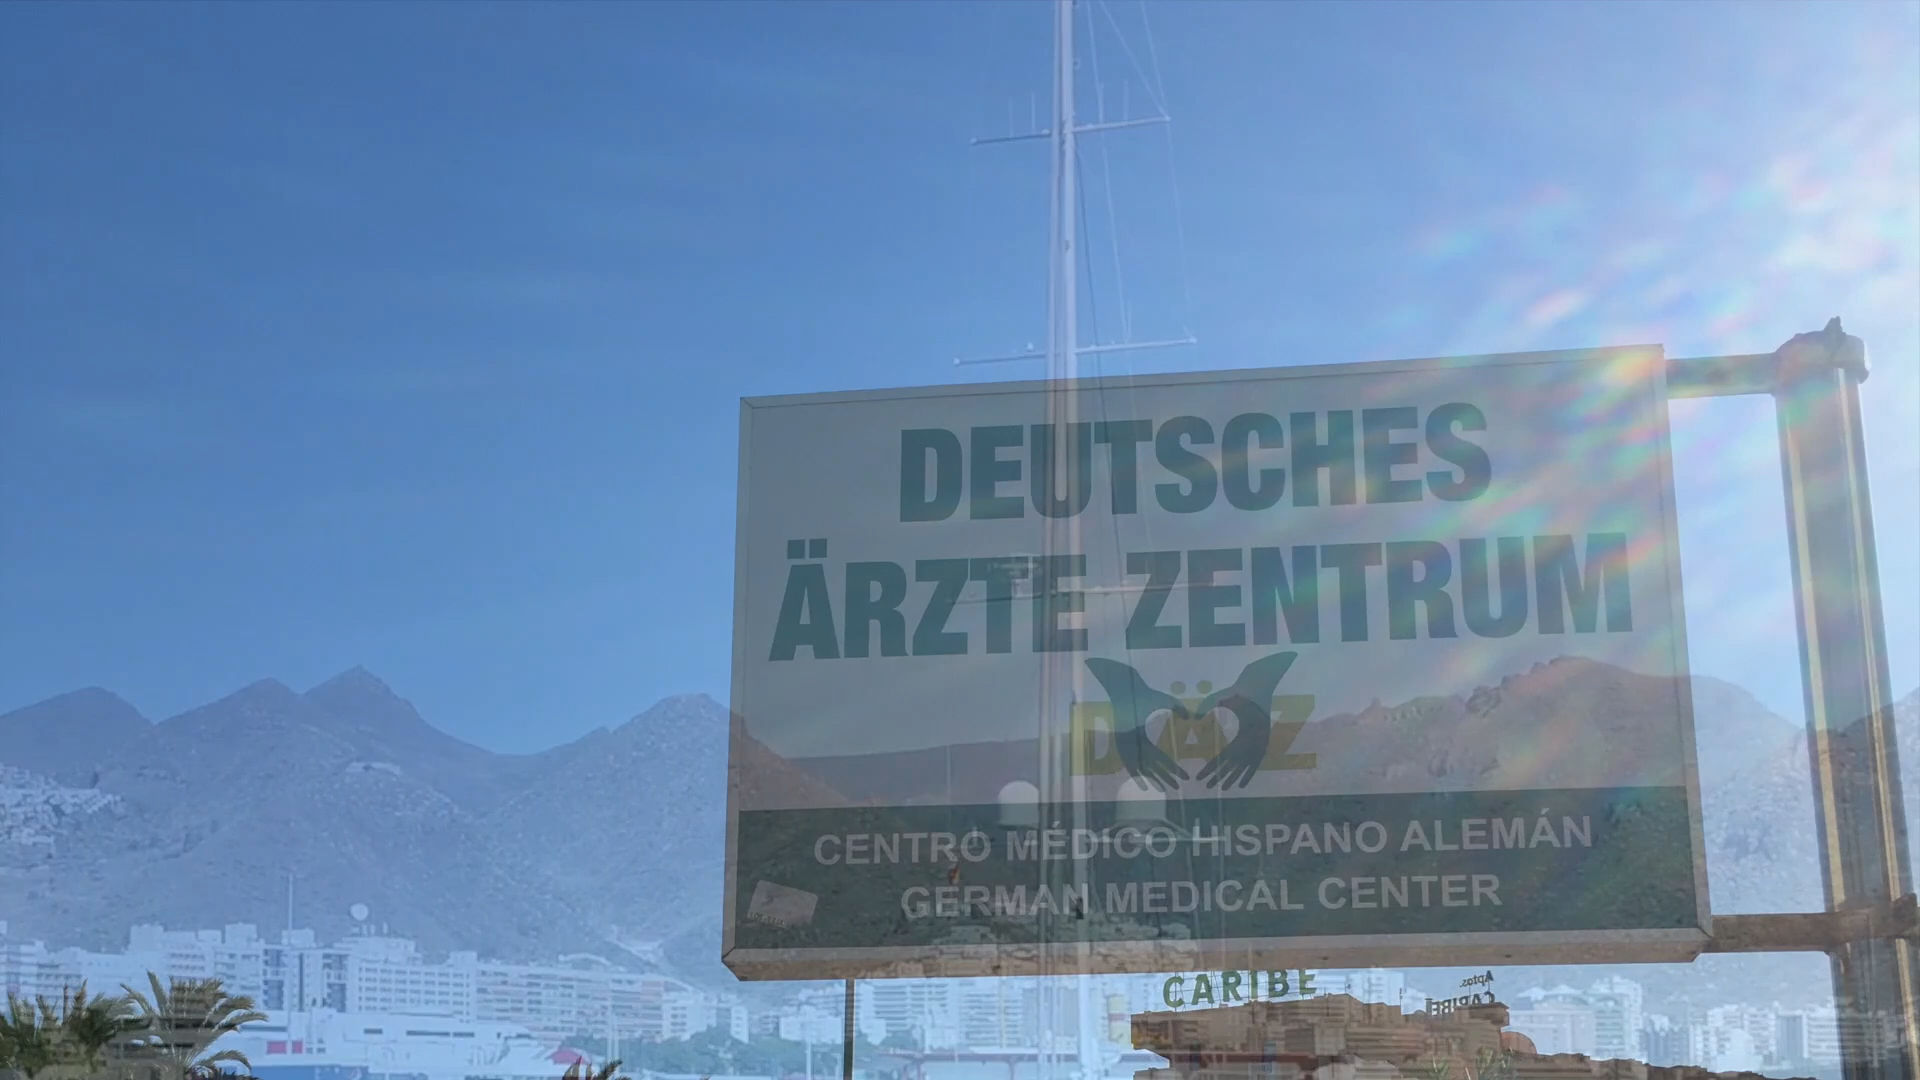 DEUTSCHES
ÄRZTE ZENTRUM
DÄZ
CENTRO MÉDICO HISPANO ALEMÁN
GERMAN MEDICAL CENTER
CARIBE
Aptos.
CARIBE